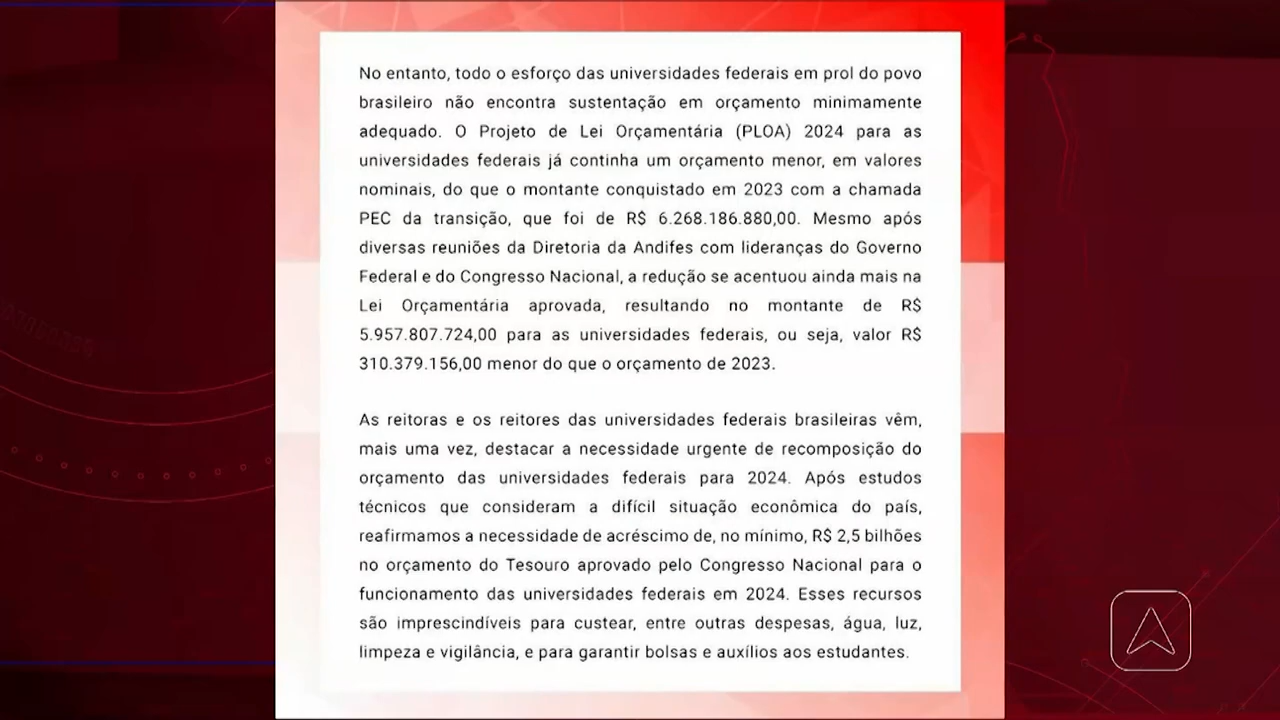 No entanto, todo o esforço das universidades federais em prol do povo
brasileiro não encontra sustentação em orçamento minimamente
adequado. O Projeto de Lei Orçamentária (PLOA) 2024 para as
universidades federais já continha um orçamento menor, em valores
nominais, do que o montante conquistado em 2023 com a chamada
PEC da transição, que foi de R$ 6.268.186.880,00. Mesmo após
diversas reuniões da Diretoria da Andifes com lideranças do Governo
Federal e do Congresso Nacional, a redução se acentuou ainda mais na
Lei Orçamentária aprovada, resultando no montante de R$
5.957.807.724,00 para as universidades federais, ou seja, valor R$
310.379.156,00 menor do que o orçamento de 2023.
As reitoras e os reitores das universidades federais brasileiras vêm,
mais uma vez, destacar a necessidade urgente de recomposição do
orçamento das universidades federais para 2024. Após estudos
técnicos que consideram a difícil situação econômica do país,
reafirmamos a necessidade de acréscimo de, no mínimo, R$ 2,5 bilhões
no orçamento do Tesouro aprovado pelo Congresso Nacional para o
funcionamento das universidades federais em 2024. Esses recursos
são imprescindíveis para custear, entre outras despesas, água, luz,
limpeza e vigilância, e para garantir bolsas e auxílios aos estudantes.